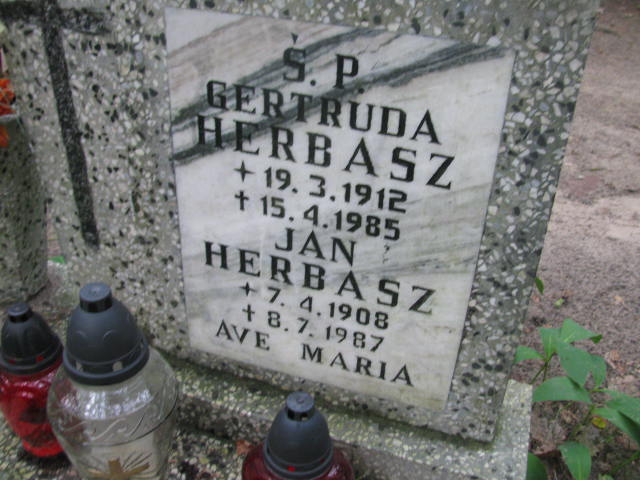 Ś. P.
GERTRUDA
HERBASZ
+ 19.3.1912
† 15.4.1985
JAN
HERBASZ
+ 7.4.1908
† 8.7.1987
AVE MARIA